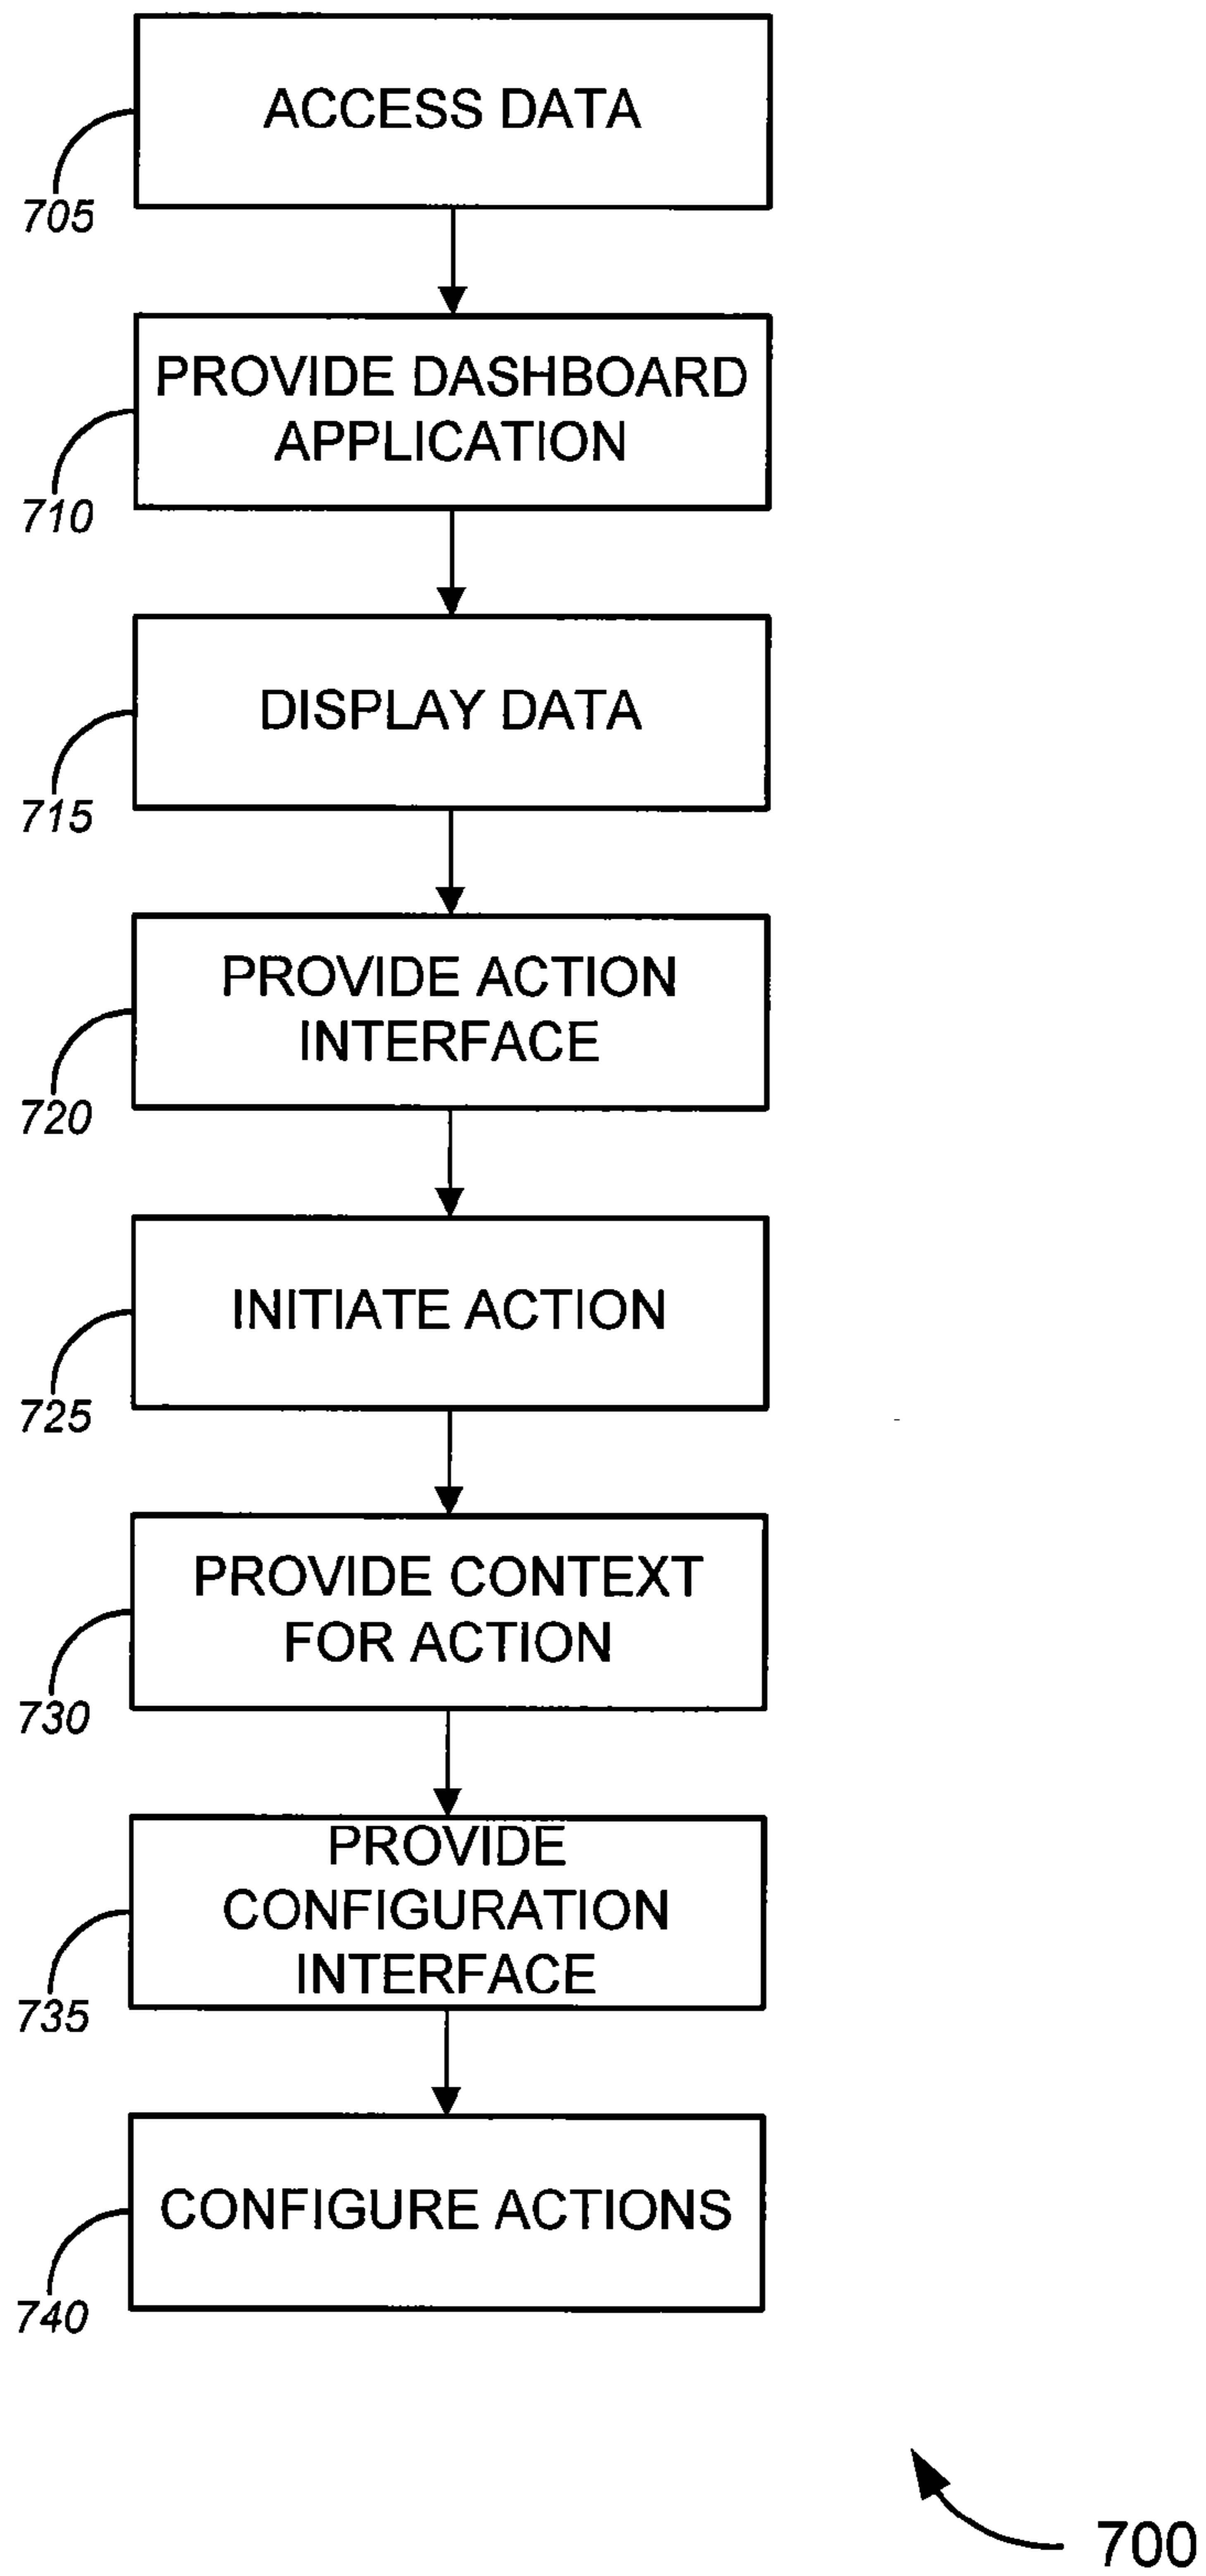 ACCESS DATA
705
PROVIDE DASHBOARD
APPLICATION
710
DISPLAY DATA
715
PROVIDE ACTION
INTERFACE
720
INITIATE ACTION
725
PROVIDE CONTEXT
FOR ACTION
730
PROVIDE
CONFIGURATION
INTERFACE
735
CONFIGURE ACTIONS
740
700